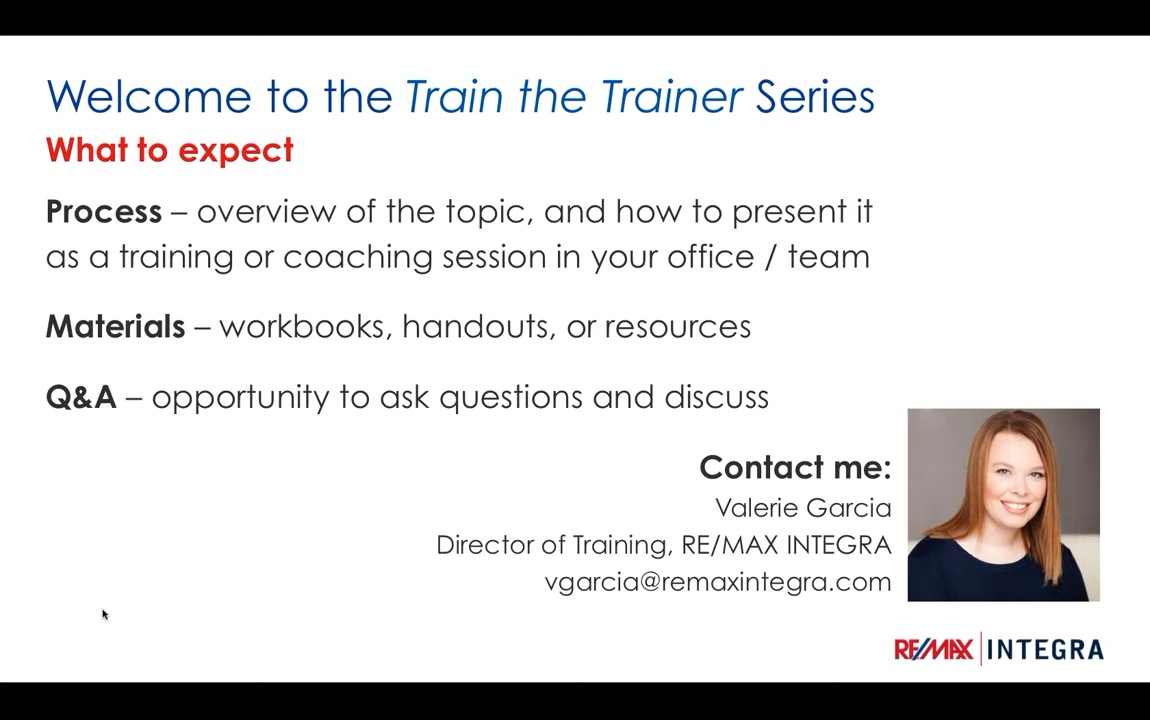 Welcome to the Train the Trainer Series
What to expect
Process – overview of the topic, and how to present it
as a training or coaching session in your office / team
Materials – workbooks, handouts, or resources
Q&A – opportunity to ask questions and discuss
Contact me:
Valerie Garcia
Director of Training, RE/MAX INTEGRA
vgarcia@remaxintegra.com
RE/MAX INTEGRA